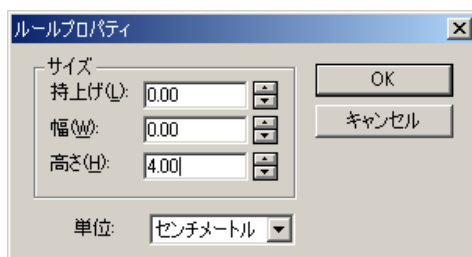 ルールプロパティ
サイズ
持上げ(L): 0.00
幅(W): 0.00
高さ(H): 4.00
単位: センチメートル
OK
キャンセル